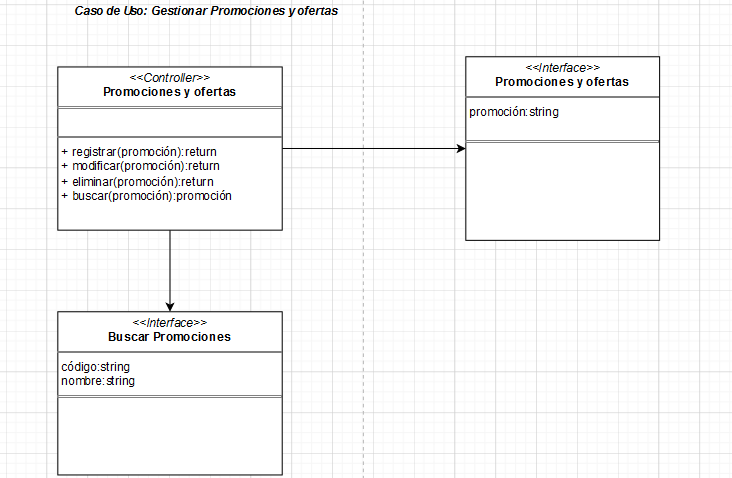 Caso de Uso: Gestionar Promociones y ofertas
<<Controller>>
Promociones y ofertas
+ registrar(promoción):return
+ modificar(promoción):return
+ eliminar(promoción):return
+ buscar(promoción):promoción
<<Interface>>
Promociones y ofertas
promoción:string
<<Interface>>
Buscar Promociones
código:string
nombre:string